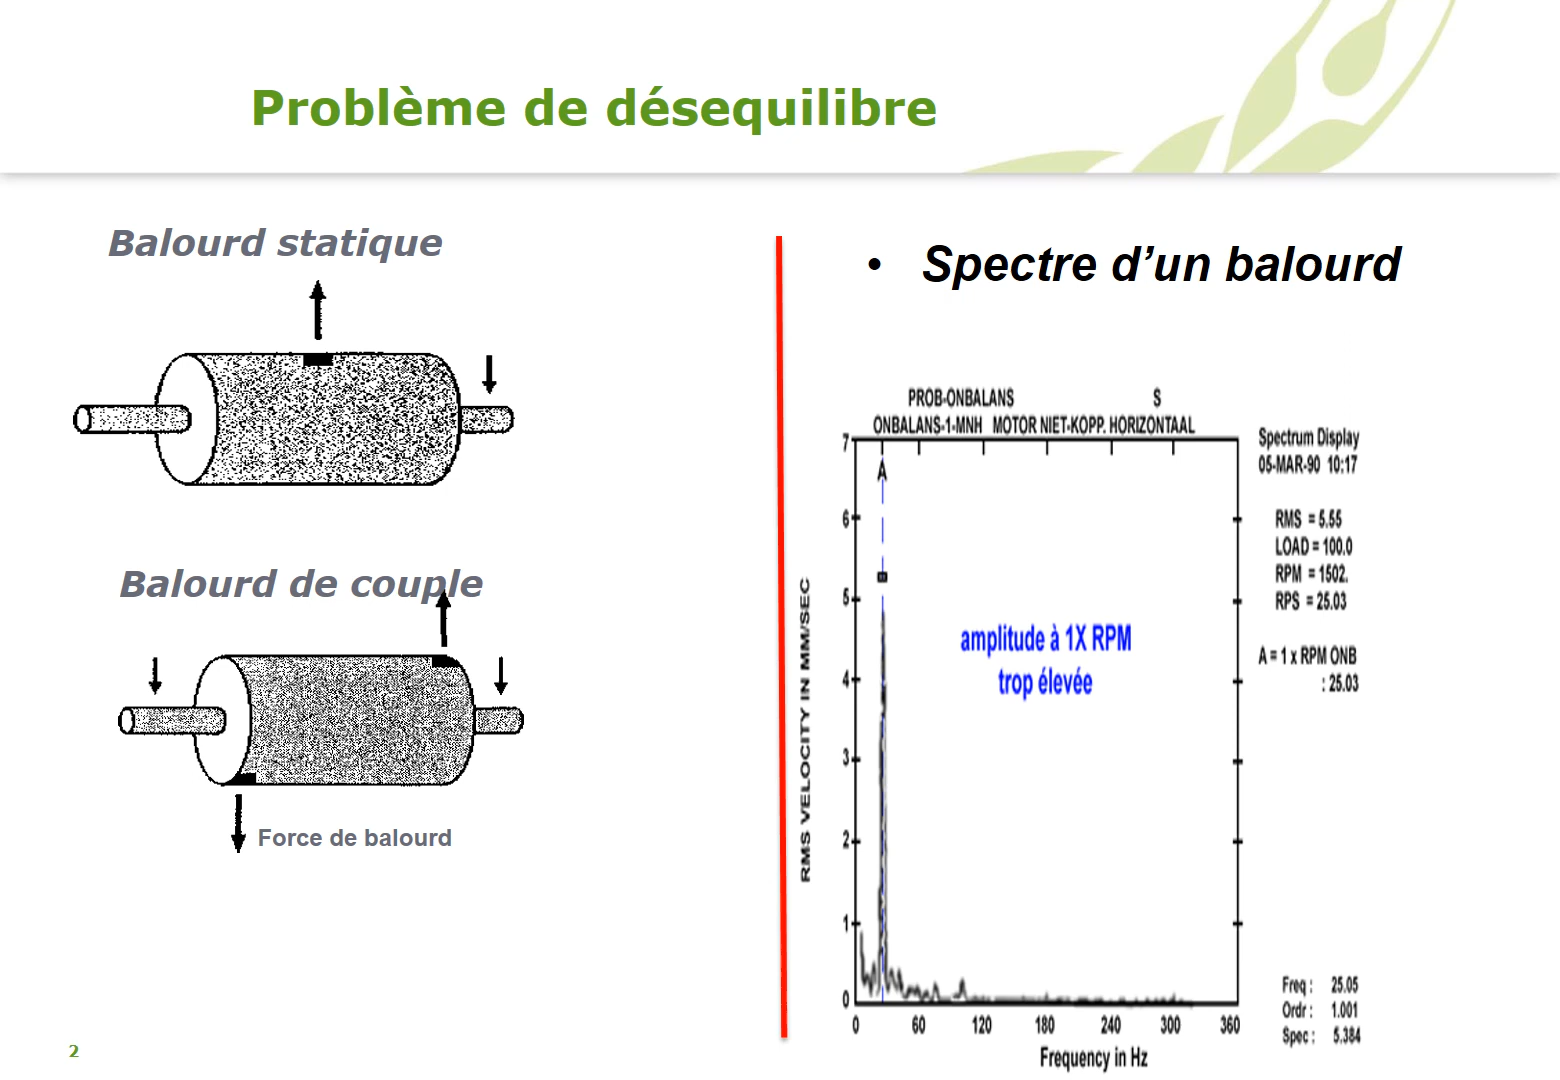 Problème de désequilibre
Balourd statique
Balourd de couple
Force de balourd
2
• Spectre d’un balourd
PROB-ONBALANS S
ONBALANS-1-MNH MOTOR NIET-KOPP. HORIZONTAAL
7
6
5
4
3
2
1
0
RMS VELOCITY IN MM/SEC
A
amplitude à 1X RPM
trop élevée
0 60 120 180 240 300 360
Frequency in Hz
Spectrum Display
05-MAR-90 10:17
RMS = 5.55
LOAD = 100.0
RPM = 1502.
RPS = 25.03
A = 1 x RPM ONB
: 25.03
Freq : 25.05
Ordr : 1.001
Spec : 5.384